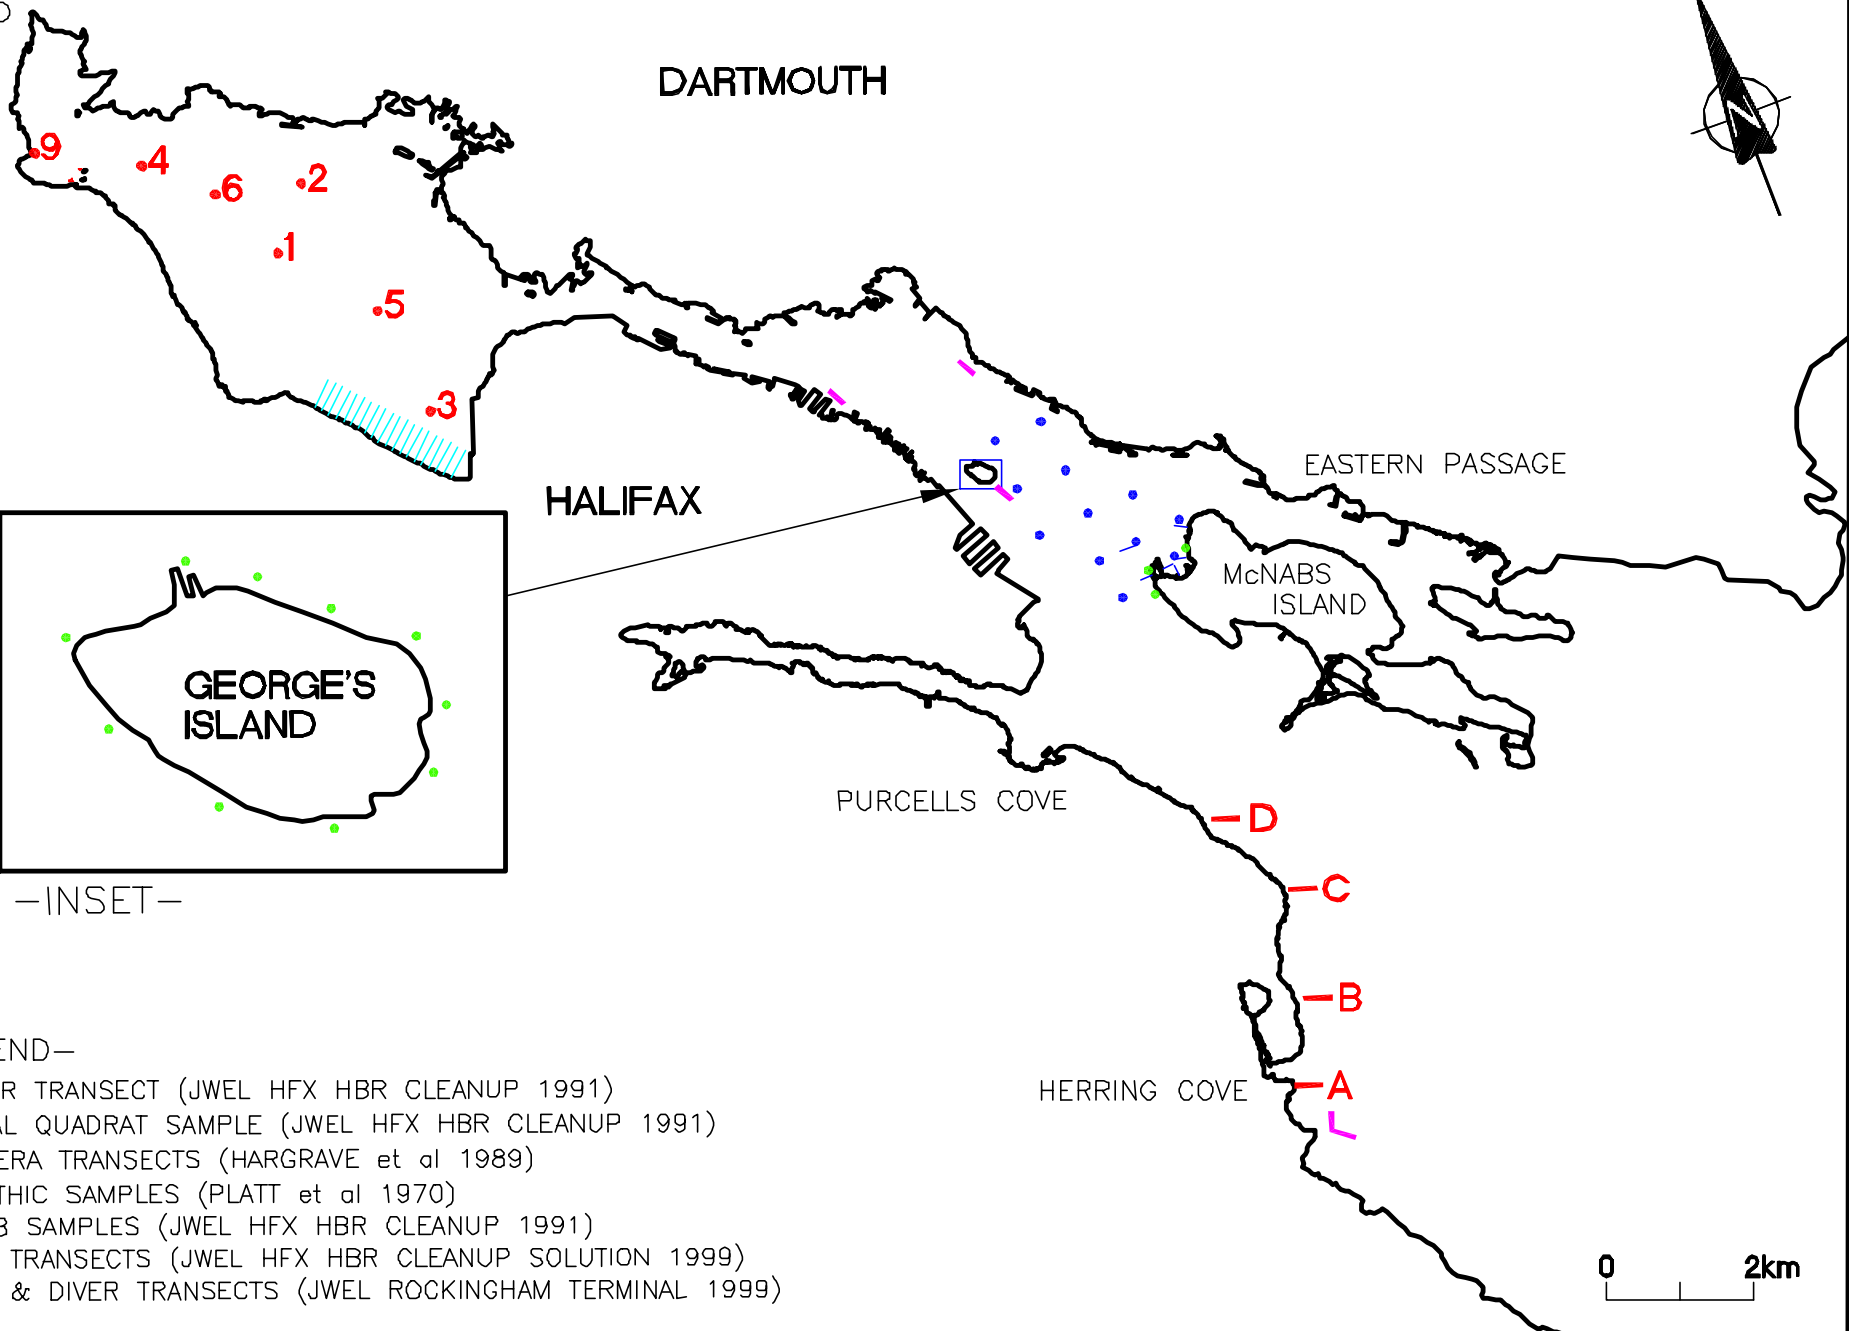 DARTMOUTH
N
9
4
6
2
1
5
3
HALIFAX
EASTERN PASSAGE
McNABS
ISLAND
GEORGE'S
ISLAND
PURCELLS COVE
D
C
-INSET-
B
A
HERRING COVE
END-
R TRANSECT (JWEL HFX HBR CLEANUP 1991)
AL QUADRAT SAMPLE (JWEL HFX HBR CLEANUP 1991)
ERA TRANSECTS (HARGRAVE et al 1989)
THIC SAMPLES (PLATT et al 1970)
B SAMPLES (JWEL HFX HBR CLEANUP 1991)
TRANSECTS (JWEL HFX HBR CLEANUP SOLUTION 1999)
& DIVER TRANSECTS (JWEL ROCKINGHAM TERMINAL 1999)
0 2km